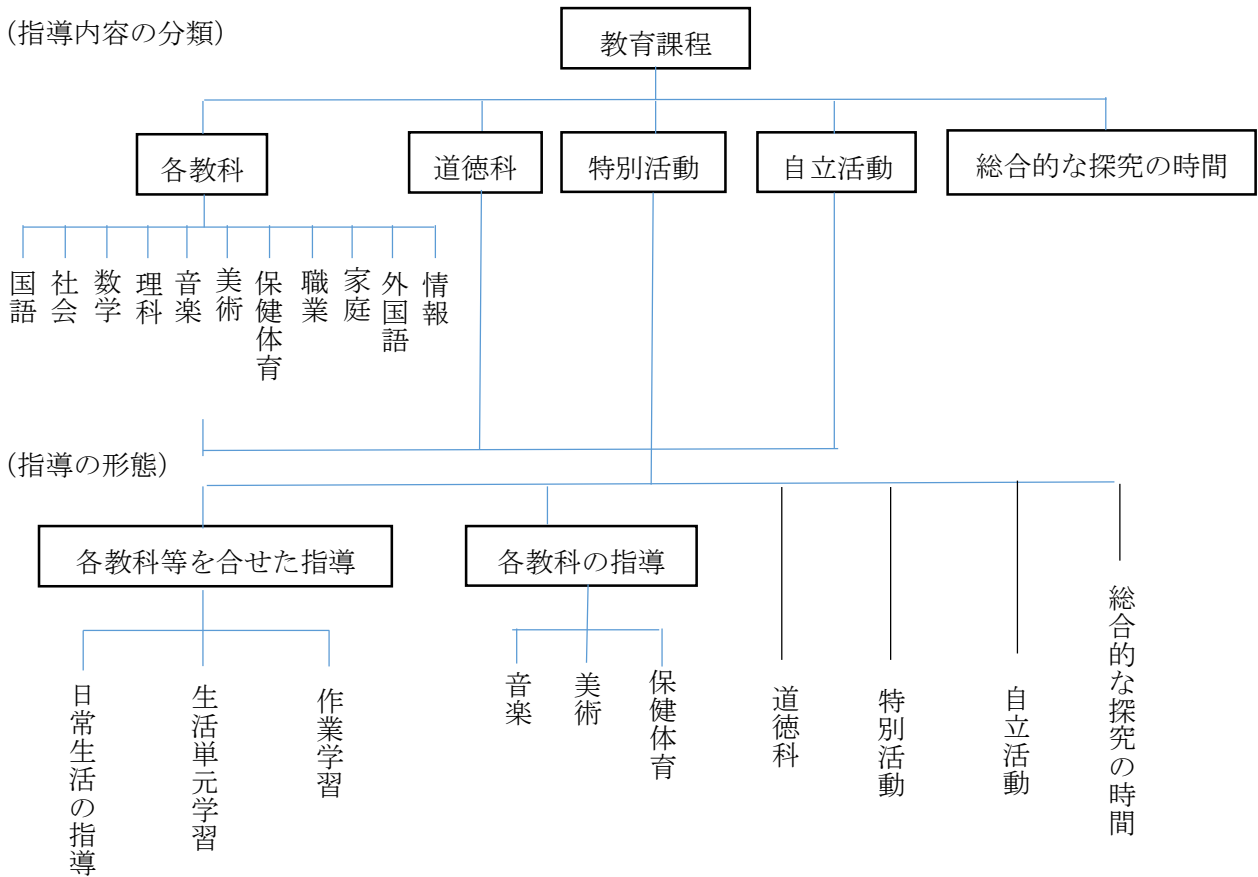 (指導内容の分類)
教育課程
各教科
道徳科
特別活動
自立活動
総合的な探究の時間
国語
社会
数学
理科
音楽
美術
保健体育
職業
家庭
外国語
情報
(指導の形態)
各教科等を合せた指導
各教科の指導
日常生活の指導
生活単元学習
作業学習
音楽
美術
保健体育
道徳科
特別活動
自立活動
総合的な探究の時間